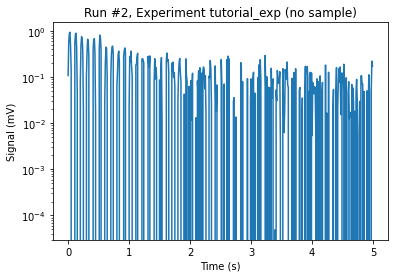 Run #2, Experiment tutorial_exp (no sample)
10⁰
10⁻¹
10⁻²
10⁻³
10⁻⁴
Signal (mV)
0 1 2 3 4 5
Time (s)